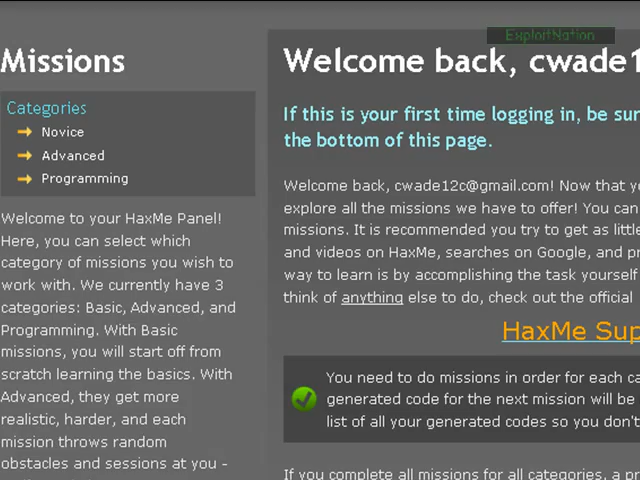 ExploitNation
Missions
Categories
Novice
Advanced
Programming
Welcome to your HaxMe Panel!
Here, you can select which
category of missions you wish to
work with. We currently have 3
categories: Basic, Advanced, and
Programming. With Basic
missions, you will start off from
scratch learning the basics. With
Advanced, they get more
realistic, harder, and each
mission throws random
obstacles and sessions at you -
Welcome back, cwade1
If this is your first time logging in, be sur
the bottom of this page.
Welcome back, cwade12c@gmail.com! Now that yo
explore all the missions we have to offer! You can
missions. It is recommended you try to get as little
and videos on HaxMe, searches on Google, and pr
way to learn is by accomplishing the task yourself
think of anything else to do, check out the official
HaxMe Sup
You need to do missions in order for each ca
generated code for the next mission will be
list of all your generated codes so you don't
If you complete all missions for all categories, a pr